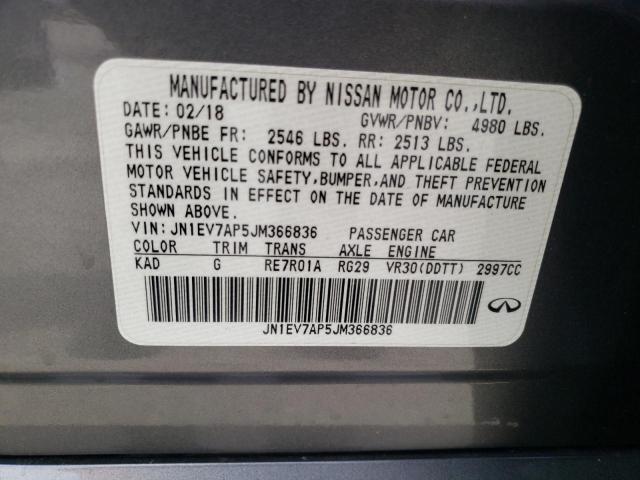 MANUFACTURED BY NISSAN MOTOR CO.,LTD.
DATE: 02/18 GVWR/PNBV: 4980 LBS.
GAWR/PNBE FR: 2546 LBS. RR: 2513 LBS.
THIS VEHICLE CONFORMS TO ALL APPLICABLE FEDERAL
MOTOR VEHICLE SAFETY,BUMPER,AND THEFT PREVENTION
STANDARDS IN EFFECT ON THE DATE OF MANUFACTURE
SHOWN ABOVE.
VIN: JN1EV7AP5JM366836 PASSENGER CAR
COLOR TRIM TRANS AXLE ENGINE
KAD G RE7R01A RG29 VR30(DDTT) 2997CC
JN1EV7AP5JM366836